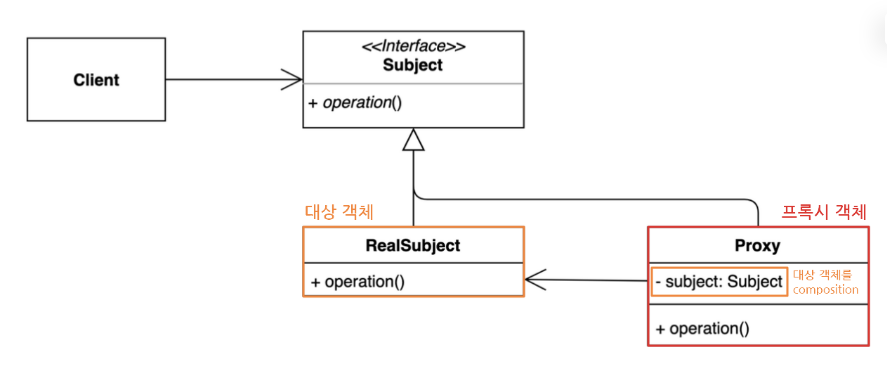 <<Interface>>
Subject
Client
+ operation()
대상 객체
프록시 객체
RealSubject
Proxy
+ operation()
- subject: Subject
대상 객체를
composition
+ operation()